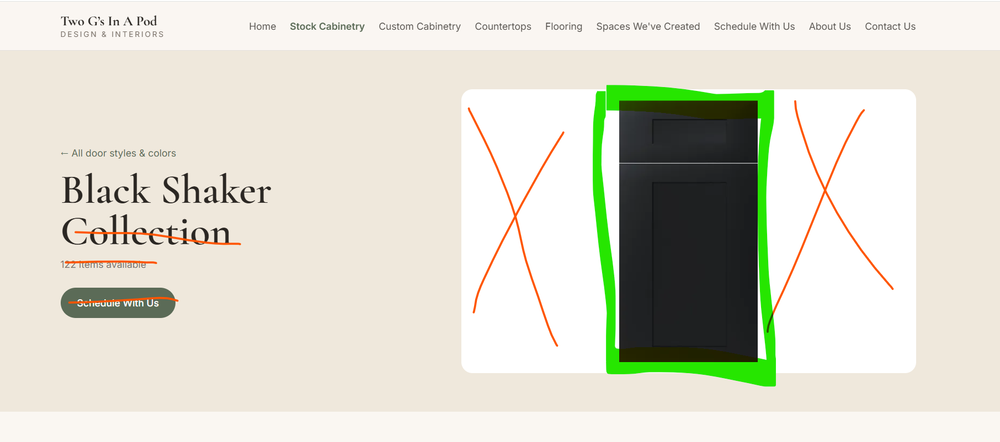 Two G's In A Pod
DESIGN & INTERIORS
Home Stock Cabinetry Custom Cabinetry Countertops Flooring Spaces We've Created Schedule With Us About Us Contact Us
← All door styles & colors
Black Shaker
Collection
122 items available
Schedule With Us